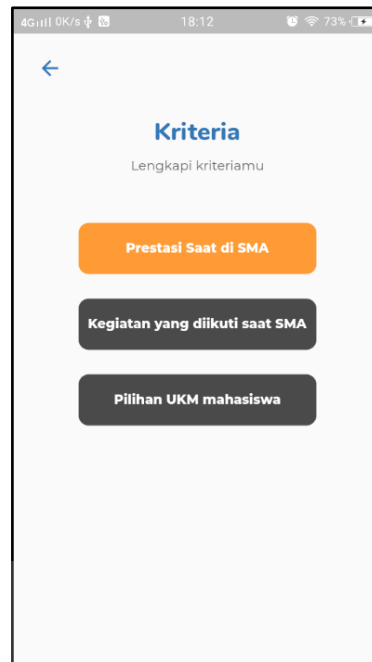 4G 0K/s 18:12 73%
Kriteria
Lengkapi kriteriamu
Prestasi Saat di SMA
Kegiatan yang diikuti saat SMA
Pilihan UKM mahasiswa